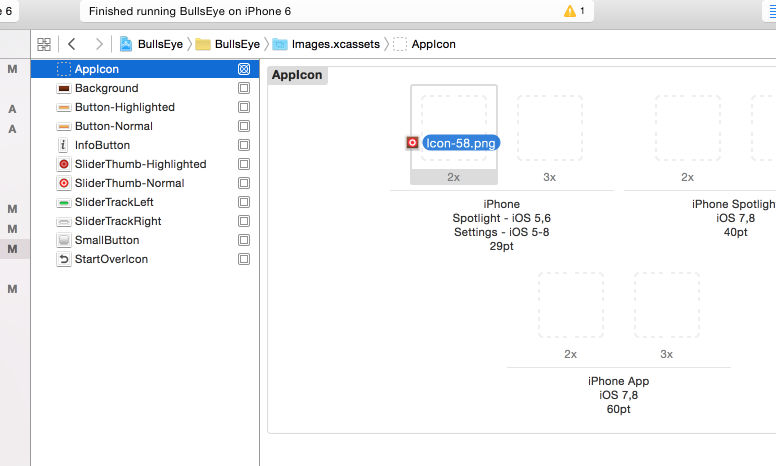 e 6
Finished running BullsEye on iPhone 6
1
BullsEye
BullsEye
Images.xcassets
AppIcon
M
A
A
M
M
M
M
AppIcon
Background
Button-Highlighted
Button-Normal
InfoButton
SliderThumb-Highlighted
SliderThumb-Normal
SliderTrackLeft
SliderTrackRight
SmallButton
StartOverIcon
AppIcon
Icon-58.png
2x
3x
2x
iPhone
Spotlight - iOS 5,6
Settings - iOS 5-8
29pt
iPhone Spotligh
iOS 7,8
40pt
2x
3x
iPhone App
iOS 7,8
60pt